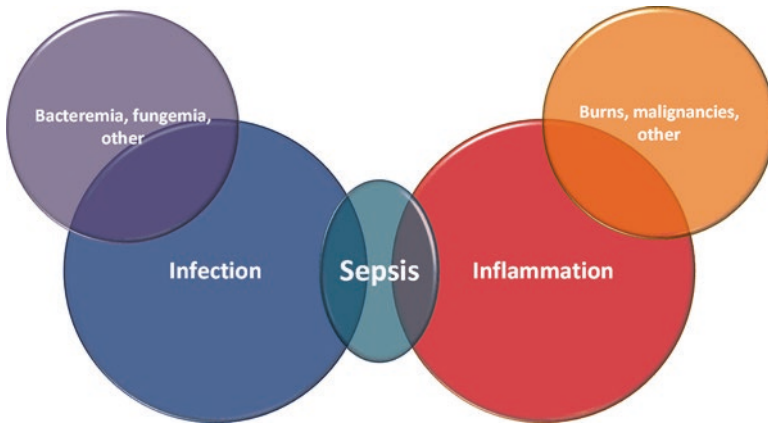 Bacteremia, fungemia,
other
Burns, malignancies,
other
Infection
Sepsis
Inflammation